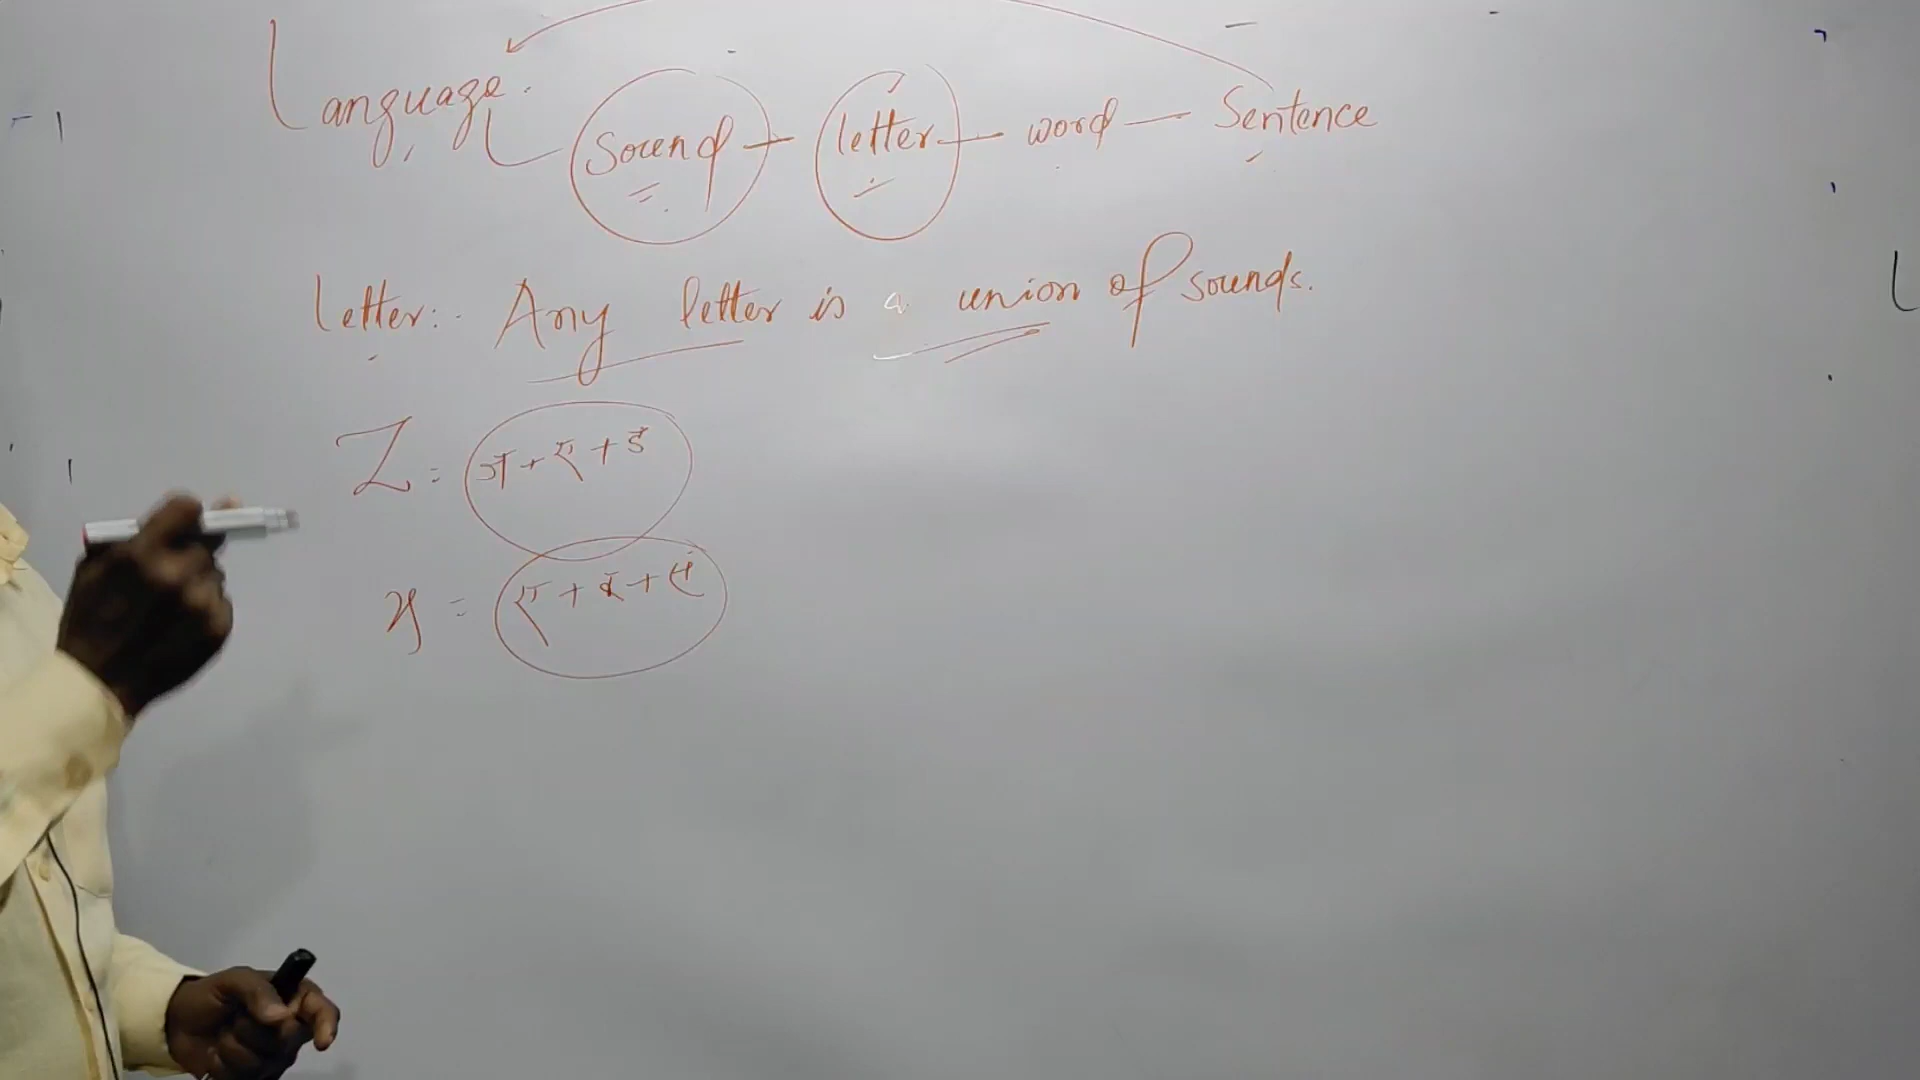 Language. Sound - letter - word - Sentence
Letter:- Any letter is a union of sounds.
Z = ज + ए + ड
X = ए + क + स